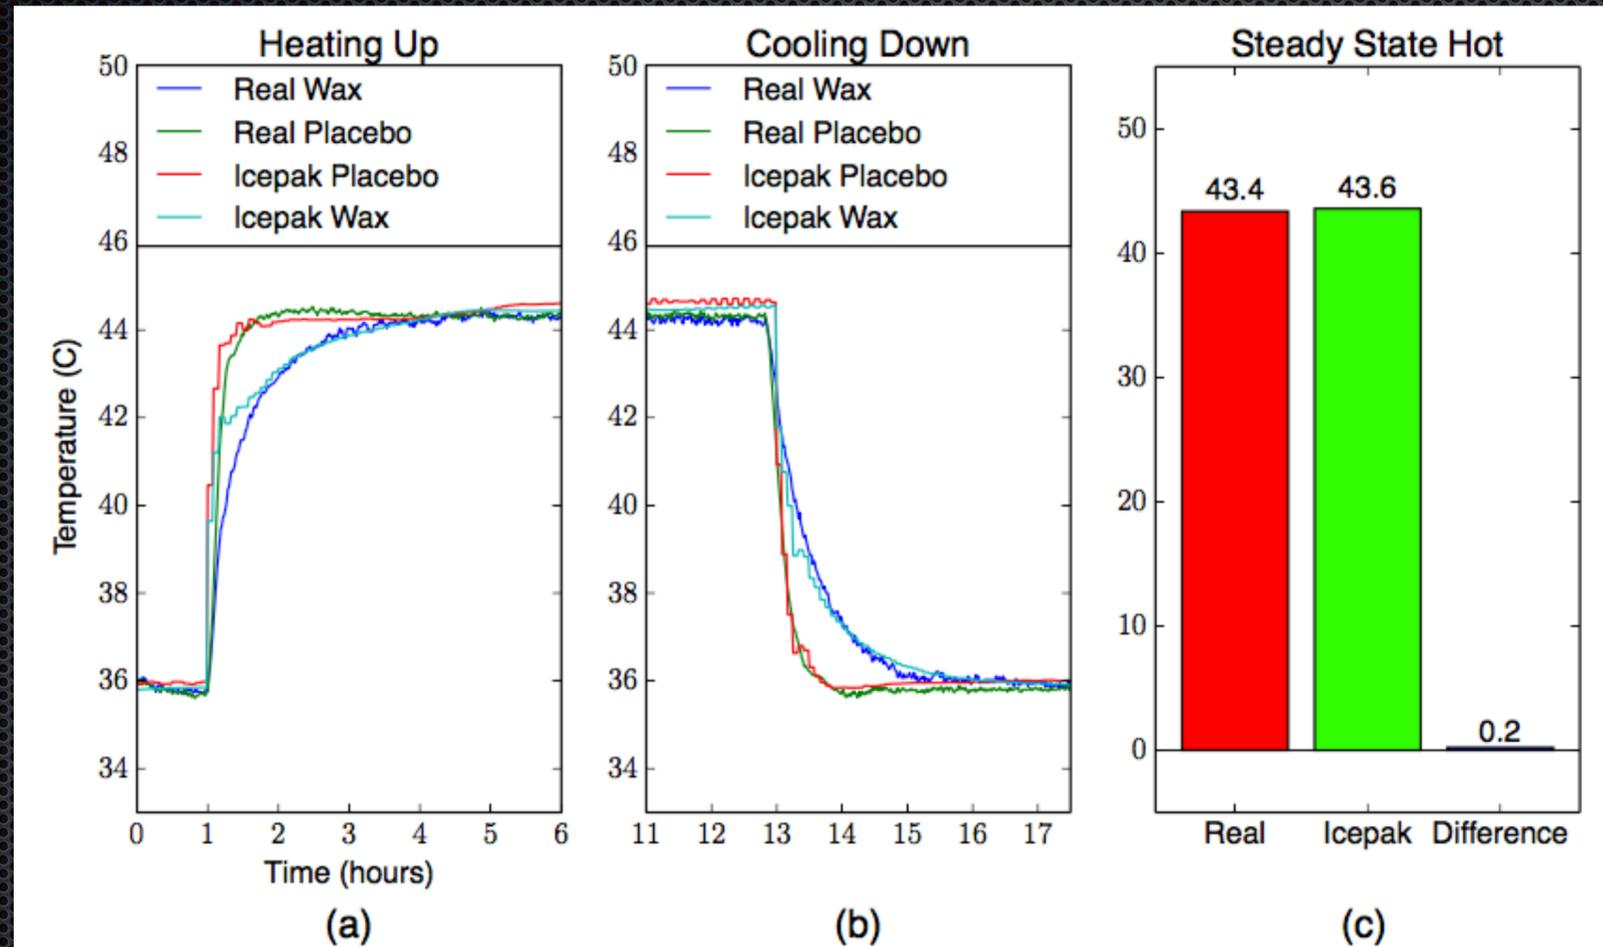 Heating Up
50
48
46
44
42
40
38
36
34
Temperature (C)
Real Wax
Real Placebo
Icepak Placebo
Icepak Wax
0 1 2 3 4 5 6
Time (hours)
(a)
Cooling Down
50
48
46
44
42
40
38
36
34
Real Wax
Real Placebo
Icepak Placebo
Icepak Wax
11 12 13 14 15 16 17
(b)
Steady State Hot
50
40
30
20
10
0
43.4 43.6 0.2
Real Icepak Difference
(c)